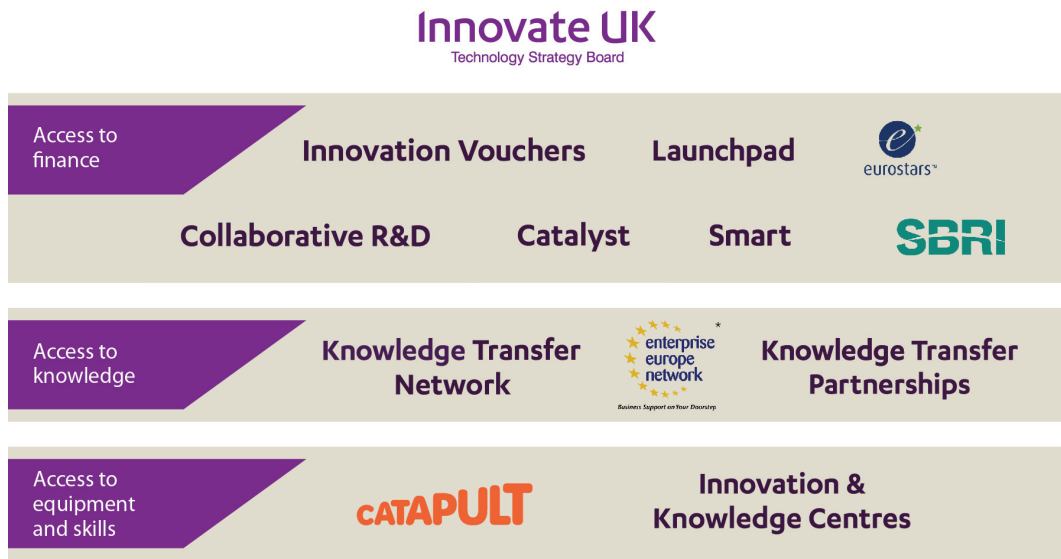 Innovate UK
Technology Strategy Board
Access to
finance
Innovation Vouchers
Launchpad
e
eurostars™
Collaborative R&D
Catalyst
Smart
SBRI
Access to
knowledge
Knowledge Transfer
Network
*
enterprise
europe
network
Business Support on Your Doorstep
Knowledge Transfer
Partnerships
Access to
equipment
and skills
CATAPULT
Innovation &
Knowledge Centres